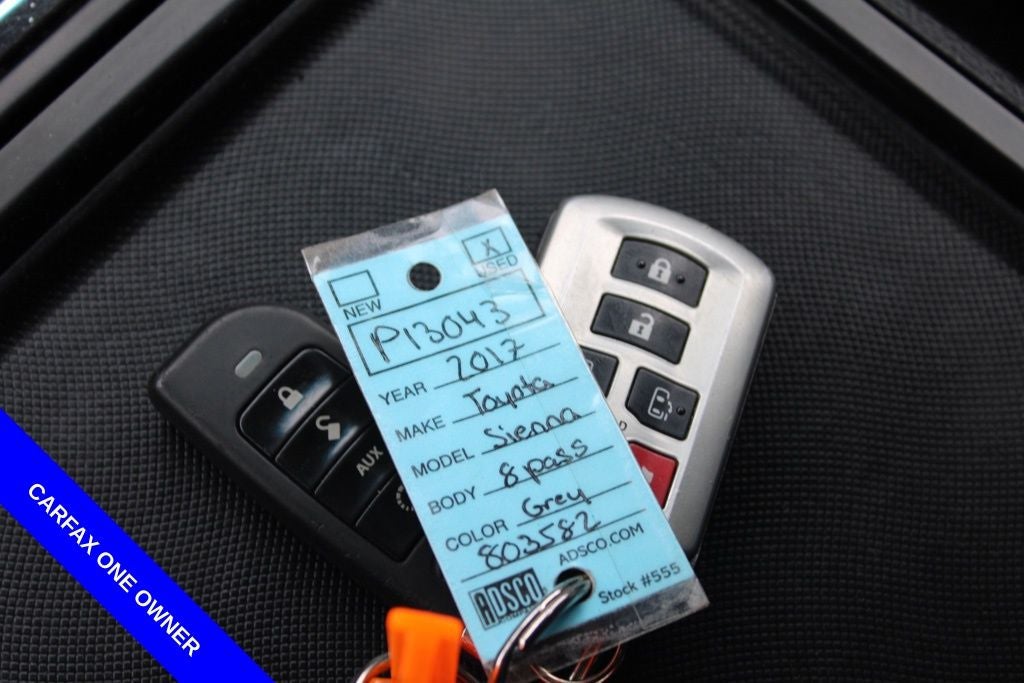 X
USED
NEW
P13043
YEAR 2017
MAKE Toyota
MODEL Sienna
BODY 8 pass
COLOR Grey
803582
ADSCO.COM
ADSCO
Stock #555
AUX
CARFAX ONE OWNER